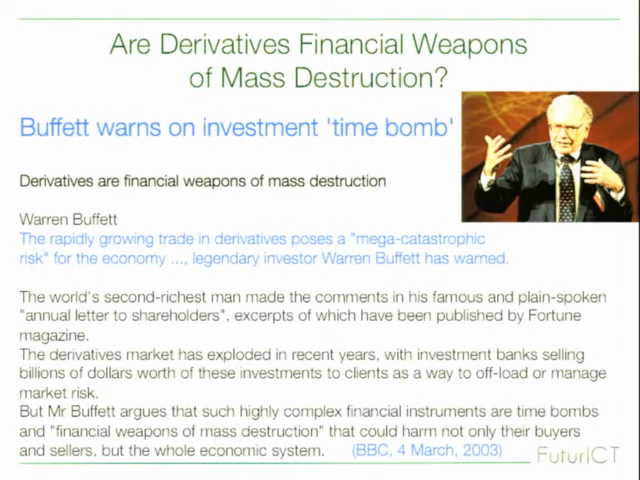 Are Derivatives Financial Weapons
of Mass Destruction?
Buffett warns on investment 'time bomb'
Derivatives are financial weapons of mass destruction
Warren Buffett
The rapidly growing trade in derivatives poses a "mega-catastrophic
risk" for the economy ..., legendary investor Warren Buffett has warned.
The world's second-richest man made the comments in his famous and plain-spoken
"annual letter to shareholders", excerpts of which have been published by Fortune
magazine.
The derivatives market has exploded in recent years, with investment banks selling
billions of dollars worth of these investments to clients as a way to off-load or manage
market risk.
But Mr Buffett argues that such highly complex financial instruments are time bombs
and "financial weapons of mass destruction" that could harm not only their buyers
and sellers, but the whole economic system. (BBC, 4 March, 2003)
FuturICT